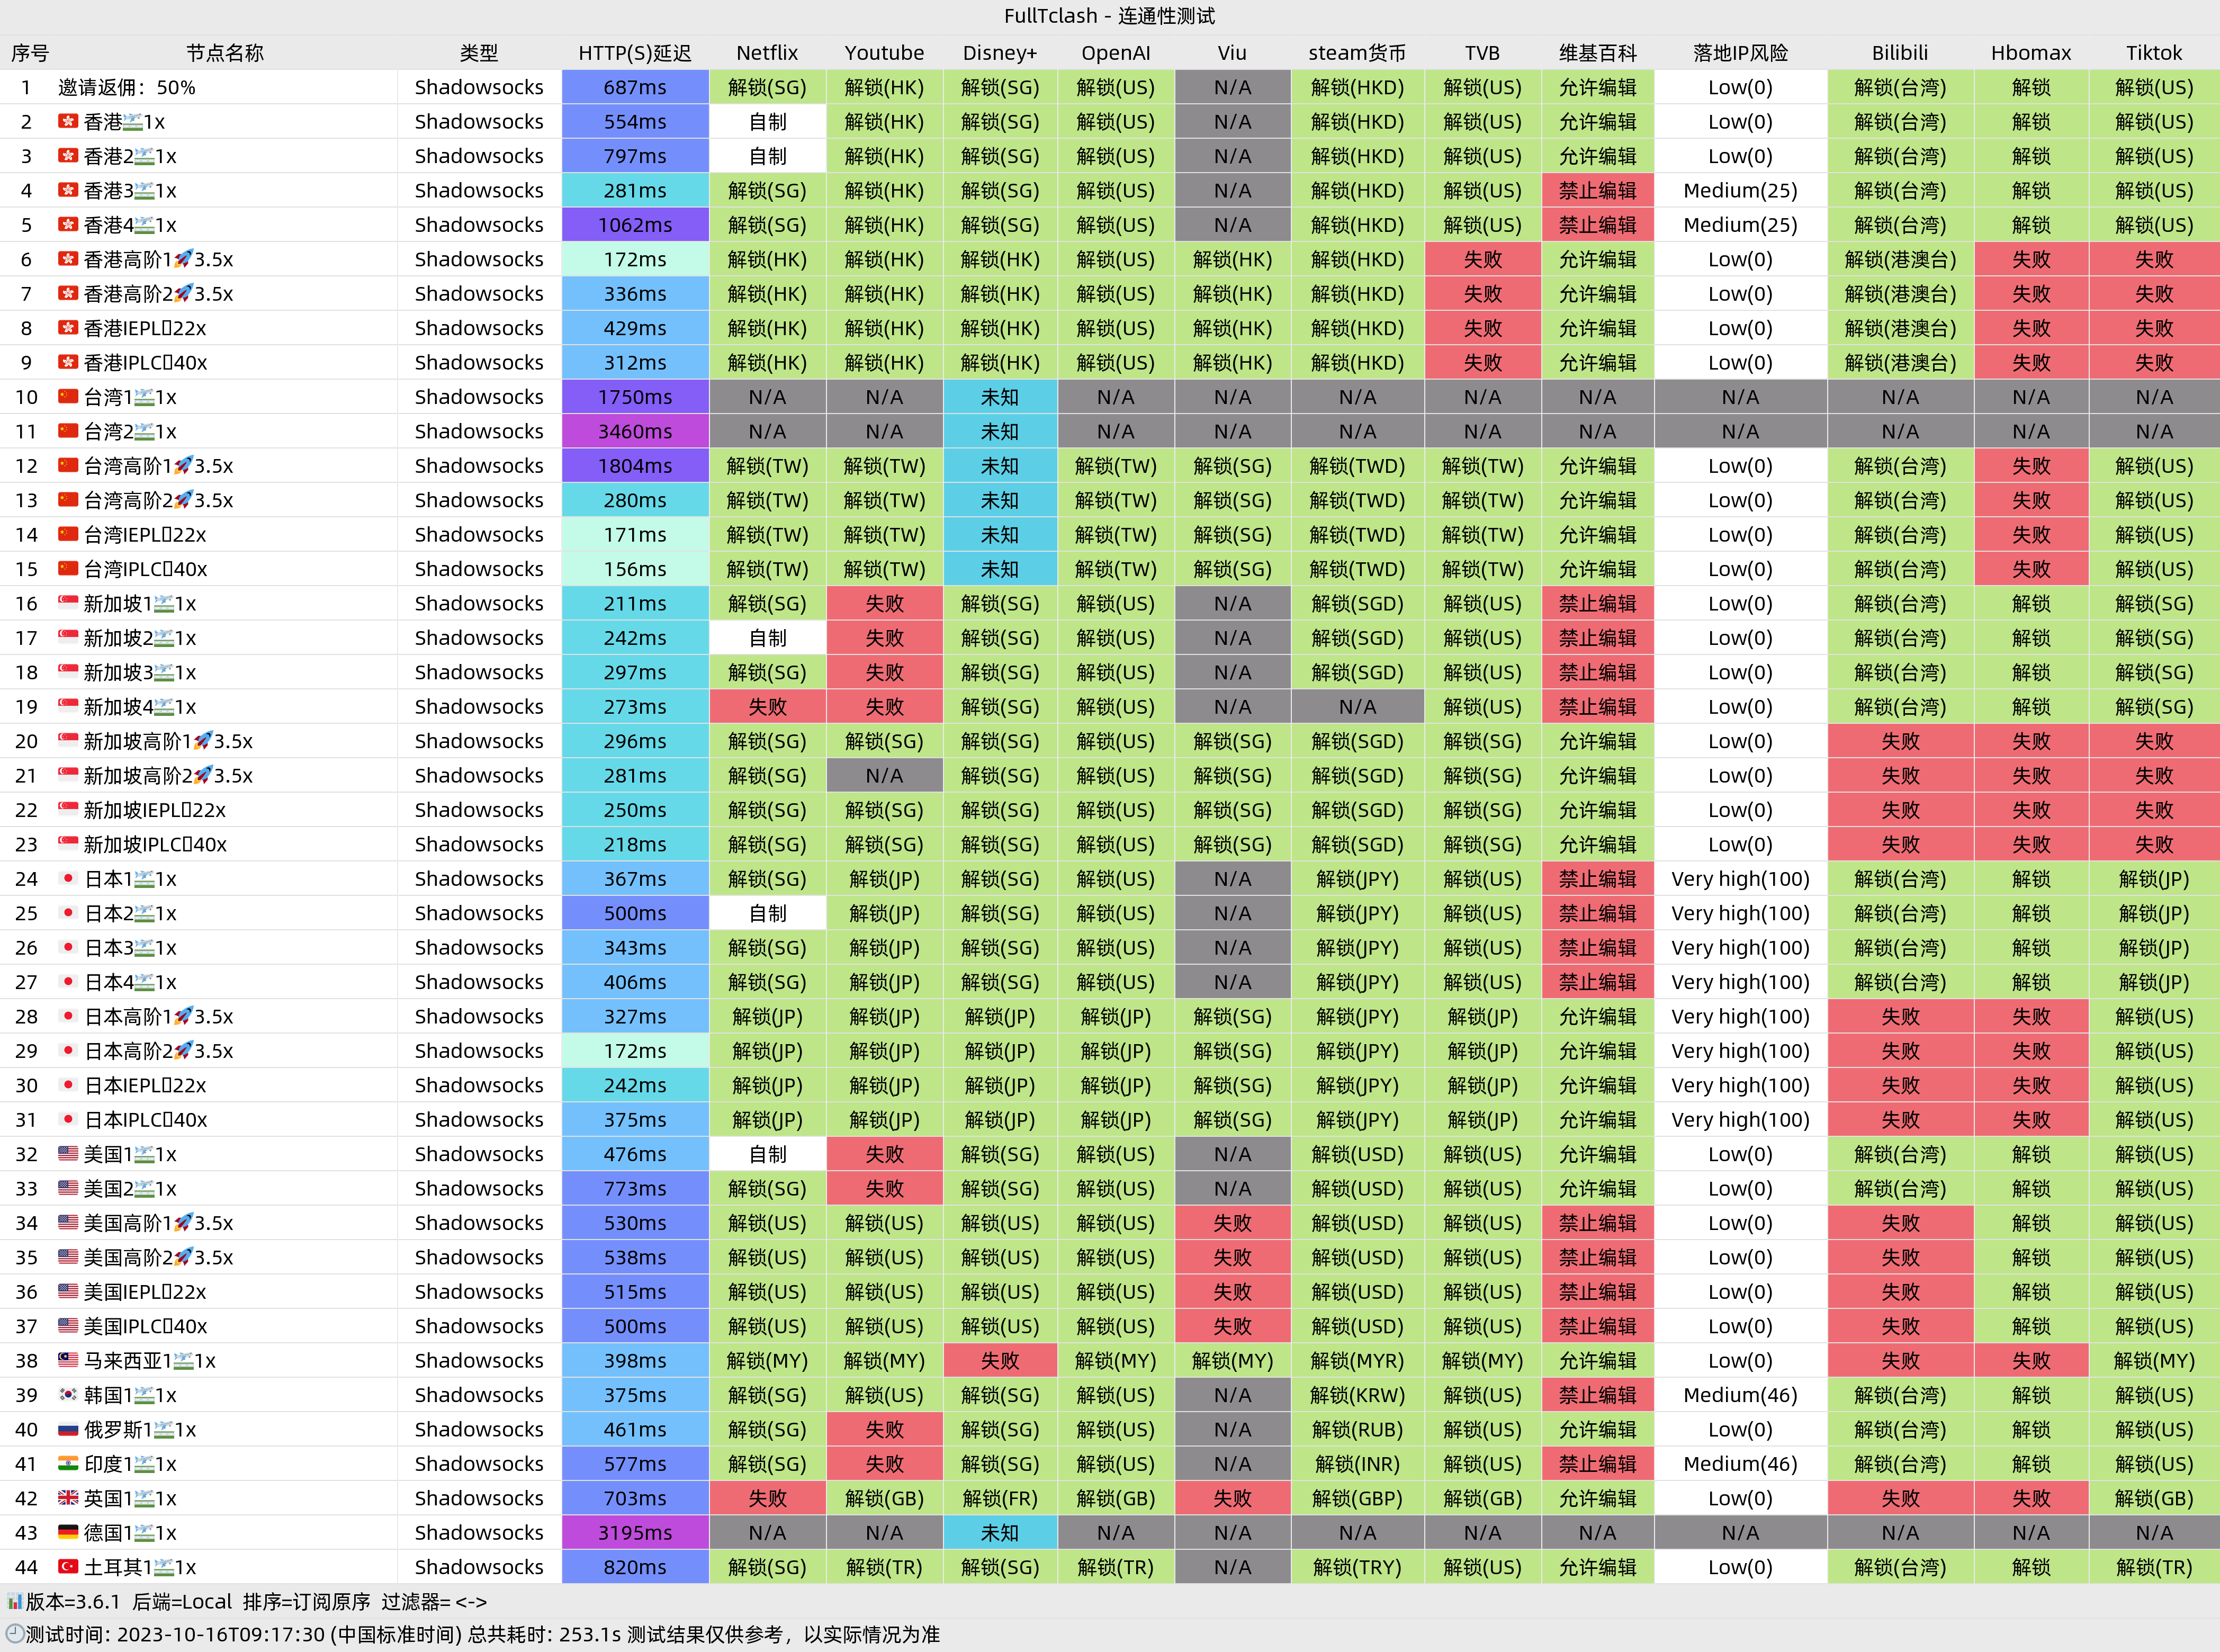 FullTclash - 连通性测试
序号 节点名称 类型 HTTP(S)延迟 Netflix Youtube Disney+ OpenAI Viu steam货币 TVB 维基百科 落地IP风险 Bilibili Hbomax Tiktok
1 邀请返佣：50% Shadowsocks 687ms 解锁(SG) 解锁(HK) 解锁(SG) 解锁(US) N/A 解锁(HKD) 解锁(US) 允许编辑 Low(0) 解锁(台湾) 解锁 解锁(US)
2 香港1x Shadowsocks 554ms 自制 解锁(HK) 解锁(SG) 解锁(US) N/A 解锁(HKD) 解锁(US) 允许编辑 Low(0) 解锁(台湾) 解锁 解锁(US)
3 香港21x Shadowsocks 797ms 自制 解锁(HK) 解锁(SG) 解锁(US) N/A 解锁(HKD) 解锁(US) 允许编辑 Low(0) 解锁(台湾) 解锁 解锁(US)
4 香港31x Shadowsocks 281ms 解锁(SG) 解锁(HK) 解锁(SG) 解锁(US) N/A 解锁(HKD) 解锁(US) 禁止编辑 Medium(25) 解锁(台湾) 解锁 解锁(US)
5 香港41x Shadowsocks 1062ms 解锁(SG) 解锁(HK) 解锁(SG) 解锁(US) N/A 解锁(HKD) 解锁(US) 禁止编辑 Medium(25) 解锁(台湾) 解锁 解锁(US)
6 香港高阶1🚀3.5x Shadowsocks 172ms 解锁(HK) 解锁(HK) 解锁(HK) 解锁(US) 解锁(HK) 解锁(HKD) 失败 允许编辑 Low(0) 解锁(港澳台) 失败 失败
7 香港高阶2🚀3.5x Shadowsocks 336ms 解锁(HK) 解锁(HK) 解锁(HK) 解锁(US) 解锁(HK) 解锁(HKD) 失败 允许编辑 Low(0) 解锁(港澳台) 失败 失败
8 香港IEPL▯22x Shadowsocks 429ms 解锁(HK) 解锁(HK) 解锁(HK) 解锁(US) 解锁(HK) 解锁(HKD) 失败 允许编辑 Low(0) 解锁(港澳台) 失败 失败
9 香港IPLC▯40x Shadowsocks 312ms 解锁(HK) 解锁(HK) 解锁(HK) 解锁(US) 解锁(HK) 解锁(HKD) 失败 允许编辑 Low(0) 解锁(港澳台) 失败 失败
10 台湾11x Shadowsocks 1750ms N/A N/A 未知 N/A N/A N/A N/A N/A N/A N/A N/A N/A
11 台湾21x Shadowsocks 3460ms N/A N/A 未知 N/A N/A N/A N/A N/A N/A N/A N/A N/A
12 台湾高阶1🚀3.5x Shadowsocks 1804ms 解锁(TW) 解锁(TW) 未知 解锁(TW) 解锁(SG) 解锁(TWD) 解锁(TW) 允许编辑 Low(0) 解锁(台湾) 失败 解锁(US)
13 台湾高阶2🚀3.5x Shadowsocks 280ms 解锁(TW) 解锁(TW) 未知 解锁(TW) 解锁(SG) 解锁(TWD) 解锁(TW) 允许编辑 Low(0) 解锁(台湾) 失败 解锁(US)
14 台湾IEPL▯22x Shadowsocks 171ms 解锁(TW) 解锁(TW) 未知 解锁(TW) 解锁(SG) 解锁(TWD) 解锁(TW) 允许编辑 Low(0) 解锁(台湾) 失败 解锁(US)
15 台湾IPLC▯40x Shadowsocks 156ms 解锁(TW) 解锁(TW) 未知 解锁(TW) 解锁(SG) 解锁(TWD) 解锁(TW) 允许编辑 Low(0) 解锁(台湾) 失败 解锁(US)
16 新加坡11x Shadowsocks 211ms 解锁(SG) 失败 解锁(SG) 解锁(US) N/A 解锁(SGD) 解锁(US) 禁止编辑 Low(0) 解锁(台湾) 解锁 解锁(SG)
17 新加坡21x Shadowsocks 242ms 自制 失败 解锁(SG) 解锁(US) N/A 解锁(SGD) 解锁(US) 禁止编辑 Low(0) 解锁(台湾) 解锁 解锁(SG)
18 新加坡31x Shadowsocks 297ms 解锁(SG) 失败 解锁(SG) 解锁(US) N/A 解锁(SGD) 解锁(US) 禁止编辑 Low(0) 解锁(台湾) 解锁 解锁(SG)
19 新加坡41x Shadowsocks 273ms 失败 失败 解锁(SG) 解锁(US) N/A N/A 解锁(US) 禁止编辑 Low(0) 解锁(台湾) 解锁 解锁(SG)
20 新加坡高阶1🚀3.5x Shadowsocks 296ms 解锁(SG) 解锁(SG) 解锁(SG) 解锁(US) 解锁(SG) 解锁(SGD) 解锁(SG) 允许编辑 Low(0) 失败 失败 失败
21 新加坡高阶2🚀3.5x Shadowsocks 281ms 解锁(SG) N/A 解锁(SG) 解锁(US) 解锁(SG) 解锁(SGD) 解锁(SG) 允许编辑 Low(0) 失败 失败 失败
22 新加坡IEPL▯22x Shadowsocks 250ms 解锁(SG) 解锁(SG) 解锁(SG) 解锁(US) 解锁(SG) 解锁(SGD) 解锁(SG) 允许编辑 Low(0) 失败 失败 失败
23 新加坡IPLC▯40x Shadowsocks 218ms 解锁(SG) 解锁(SG) 解锁(SG) 解锁(US) 解锁(SG) 解锁(SGD) 解锁(SG) 允许编辑 Low(0) 失败 失败 失败
24 日本11x Shadowsocks 367ms 解锁(SG) 解锁(JP) 解锁(SG) 解锁(US) N/A 解锁(JPY) 解锁(US) 禁止编辑 Very high(100) 解锁(台湾) 解锁 解锁(JP)
25 日本21x Shadowsocks 500ms 自制 解锁(JP) 解锁(SG) 解锁(US) N/A 解锁(JPY) 解锁(US) 禁止编辑 Very high(100) 解锁(台湾) 解锁 解锁(JP)
26 日本31x Shadowsocks 343ms 解锁(SG) 解锁(JP) 解锁(SG) 解锁(US) N/A 解锁(JPY) 解锁(US) 禁止编辑 Very high(100) 解锁(台湾) 解锁 解锁(JP)
27 日本41x Shadowsocks 406ms 解锁(SG) 解锁(JP) 解锁(SG) 解锁(US) N/A 解锁(JPY) 解锁(US) 禁止编辑 Very high(100) 解锁(台湾) 解锁 解锁(JP)
28 日本高阶1🚀3.5x Shadowsocks 327ms 解锁(JP) 解锁(JP) 解锁(JP) 解锁(JP) 解锁(SG) 解锁(JPY) 解锁(JP) 允许编辑 Very high(100) 失败 失败 解锁(US)
29 日本高阶2🚀3.5x Shadowsocks 172ms 解锁(JP) 解锁(JP) 解锁(JP) 解锁(JP) 解锁(SG) 解锁(JPY) 解锁(JP) 允许编辑 Very high(100) 失败 失败 解锁(US)
30 日本IEPL▯22x Shadowsocks 242ms 解锁(JP) 解锁(JP) 解锁(JP) 解锁(JP) 解锁(SG) 解锁(JPY) 解锁(JP) 允许编辑 Very high(100) 失败 失败 解锁(US)
31 日本IPLC▯40x Shadowsocks 375ms 解锁(JP) 解锁(JP) 解锁(JP) 解锁(JP) 解锁(SG) 解锁(JPY) 解锁(JP) 允许编辑 Very high(100) 失败 失败 解锁(US)
32 美国11x Shadowsocks 476ms 自制 失败 解锁(SG) 解锁(US) N/A 解锁(USD) 解锁(US) 允许编辑 Low(0) 解锁(台湾) 解锁 解锁(US)
33 美国21x Shadowsocks 773ms 解锁(SG) 失败 解锁(SG) 解锁(US) N/A 解锁(USD) 解锁(US) 允许编辑 Low(0) 解锁(台湾) 解锁 解锁(US)
34 美国高阶1🚀3.5x Shadowsocks 530ms 解锁(US) 解锁(US) 解锁(US) 解锁(US) 失败 解锁(USD) 解锁(US) 禁止编辑 Low(0) 失败 解锁 解锁(US)
35 美国高阶2🚀3.5x Shadowsocks 538ms 解锁(US) 解锁(US) 解锁(US) 解锁(US) 失败 解锁(USD) 解锁(US) 禁止编辑 Low(0) 失败 解锁 解锁(US)
36 美国IEPL▯22x Shadowsocks 515ms 解锁(US) 解锁(US) 解锁(US) 解锁(US) 失败 解锁(USD) 解锁(US) 禁止编辑 Low(0) 失败 解锁 解锁(US)
37 美国IPLC▯40x Shadowsocks 500ms 解锁(US) 解锁(US) 解锁(US) 解锁(US) 失败 解锁(USD) 解锁(US) 禁止编辑 Low(0) 失败 解锁 解锁(US)
38 马来西亚11x Shadowsocks 398ms 解锁(MY) 解锁(MY) 失败 解锁(MY) 解锁(MY) 解锁(MYR) 解锁(MY) 允许编辑 Low(0) 失败 失败 解锁(MY)
39 韩国11x Shadowsocks 375ms 解锁(SG) 解锁(US) 解锁(SG) 解锁(US) N/A 解锁(KRW) 解锁(US) 禁止编辑 Medium(46) 解锁(台湾) 解锁 解锁(US)
40 俄罗斯11x Shadowsocks 461ms 解锁(SG) 失败 解锁(SG) 解锁(US) N/A 解锁(RUB) 解锁(US) 允许编辑 Low(0) 解锁(台湾) 解锁 解锁(US)
41 印度11x Shadowsocks 577ms 解锁(SG) 失败 解锁(SG) 解锁(US) N/A 解锁(INR) 解锁(US) 禁止编辑 Medium(46) 解锁(台湾) 解锁 解锁(US)
42 英国11x Shadowsocks 703ms 失败 解锁(GB) 解锁(FR) 解锁(GB) 失败 解锁(GBP) 解锁(GB) 允许编辑 Low(0) 失败 失败 解锁(GB)
43 德国11x Shadowsocks 3195ms N/A N/A 未知 N/A N/A N/A N/A N/A N/A N/A N/A N/A
44 土耳其11x Shadowsocks 820ms 解锁(SG) 解锁(TR) 解锁(SG) 解锁(TR) N/A 解锁(TRY) 解锁(US) 允许编辑 Low(0) 解锁(台湾) 解锁 解锁(TR)
版本=3.6.1 后端=Local 排序=订阅原序 过滤器= <->
测试时间: 2023-10-16T09:17:30 (中国标准时间) 总共耗时: 253.1s 测试结果仅供参考，以实际情况为准